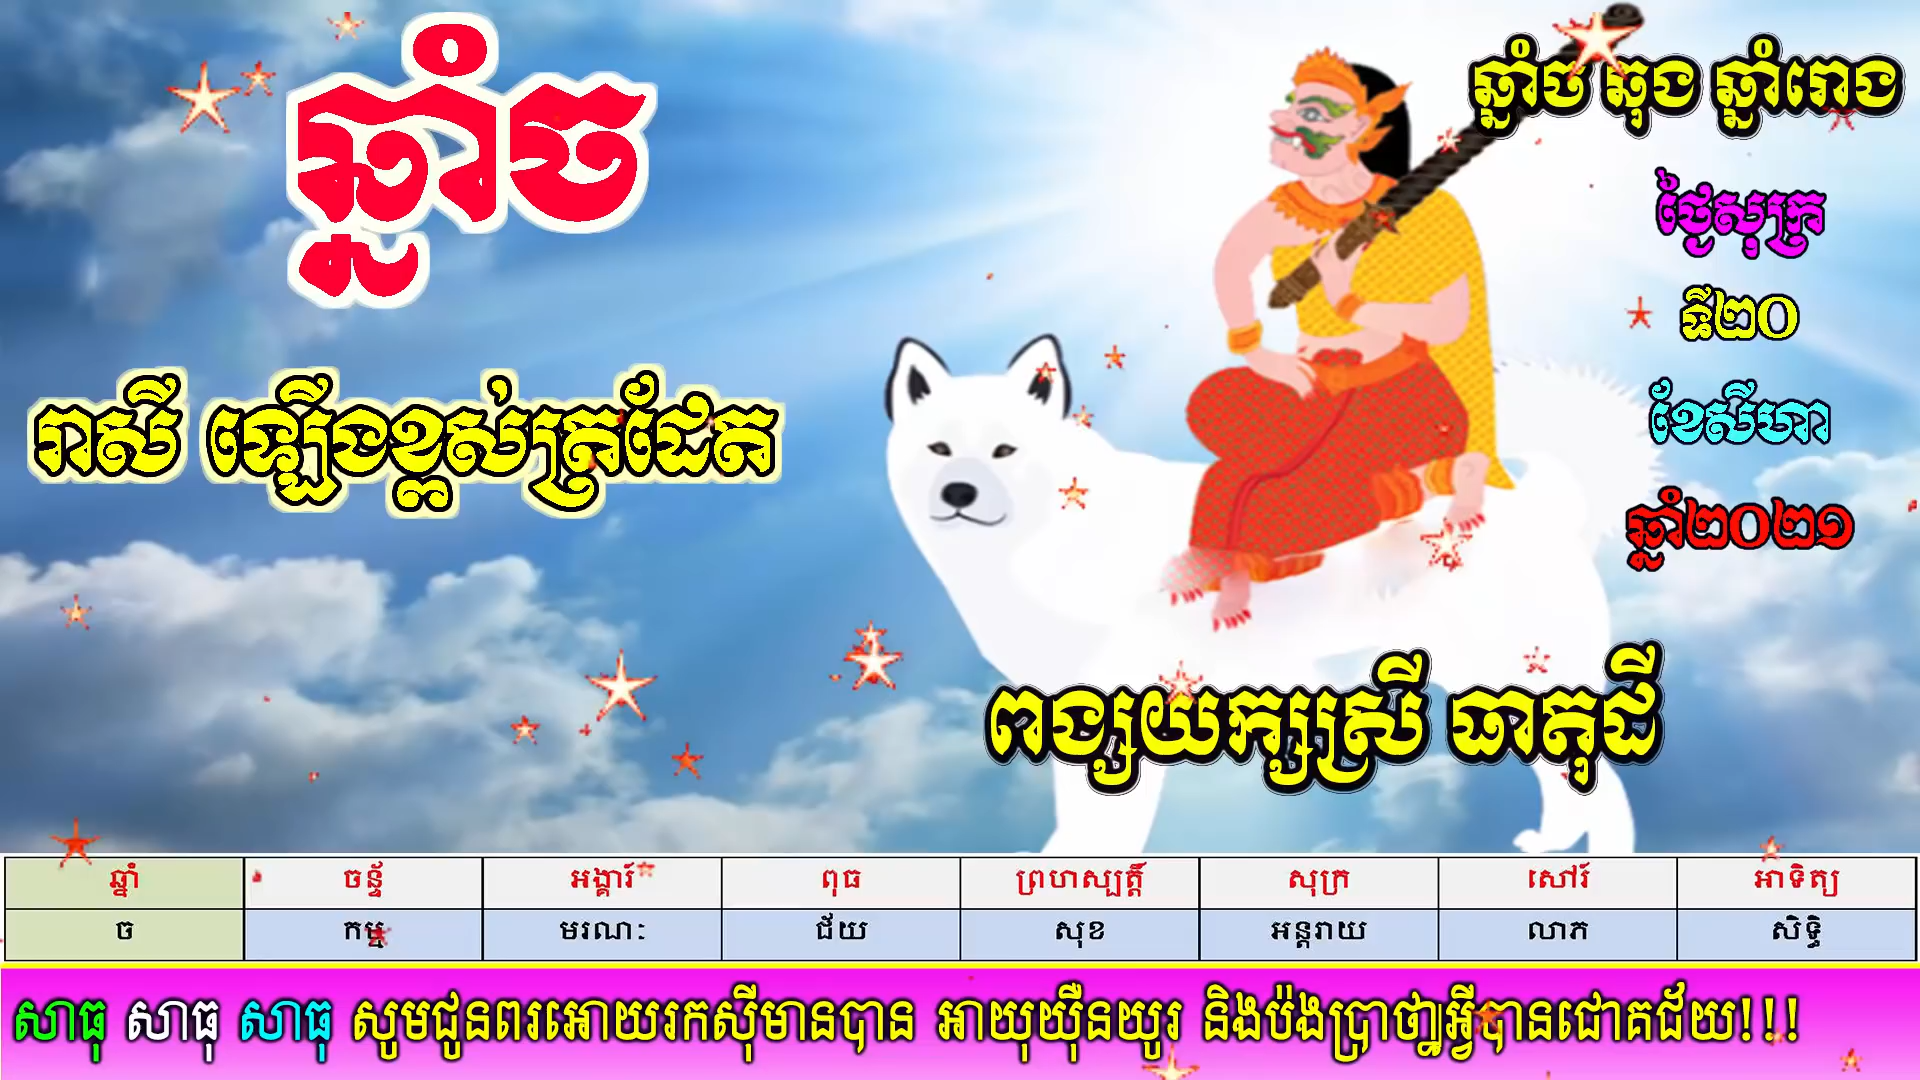 ឆ្នាំច
រាសី ឡើងខ្ពស់ត្រដែត
ឆ្នាំច ឆុង ឆ្នាំរោង
ថ្ងៃសុក្រ
ទី២០
ខែសីហា
ឆ្នាំ២០២១
ពង្សយក្សស្រី ធាតុដី
ឆ្នាំ ចន្ទ័ អង្គារ៍ ពុធ ព្រហស្បត្តិ៍ សុក្រ សៅរ៍ អាទិត្យ
ច កម្ម មរណៈ ជ័យ សុខ អន្តរាយ លាភ សិទ្ធិ
សាធុ សាធុ សាធុ សូមជូនពរអោយរកស៊ីមានបាន អាយុយ៉ឺនយូរ និងប៉ងប្រាថា្នអ្វីបានជោគជ័យ!!!